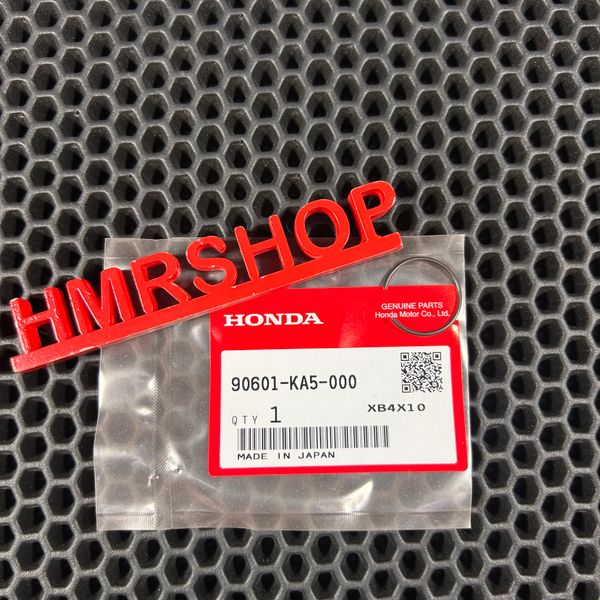 HMRSHOP
HONDA
GENUINE PARTS
Honda Motor Co., Ltd.
90601-KA5-000
QTY 1
XB4X10
MADE IN JAPAN